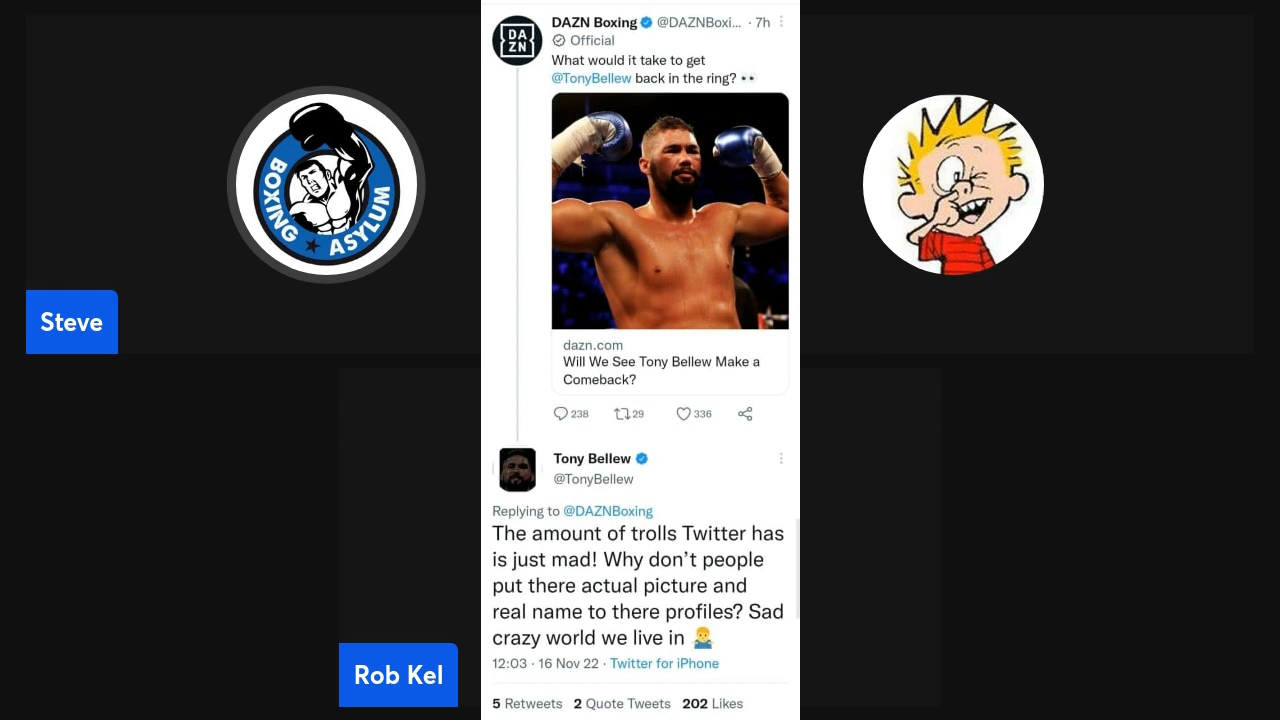 DAZN Boxing @DAZNBoxi... · 7h
DA
ZN
Official
What would it take to get
@TonyBellew back in the ring? 👀
BOXING ★ ASYLUM
Steve
dazn.com
Will We See Tony Bellew Make a
Comeback?
238 29 336
Tony Bellew
@TonyBellew
Replying to @DAZNBoxing
The amount of trolls Twitter has
is just mad! Why don’t people
put there actual picture and
real name to there profiles? Sad
crazy world we live in 🤷‍♂️
12:03 · 16 Nov 22 · Twitter for iPhone
Rob Kel
5 Retweets 2 Quote Tweets 202 Likes